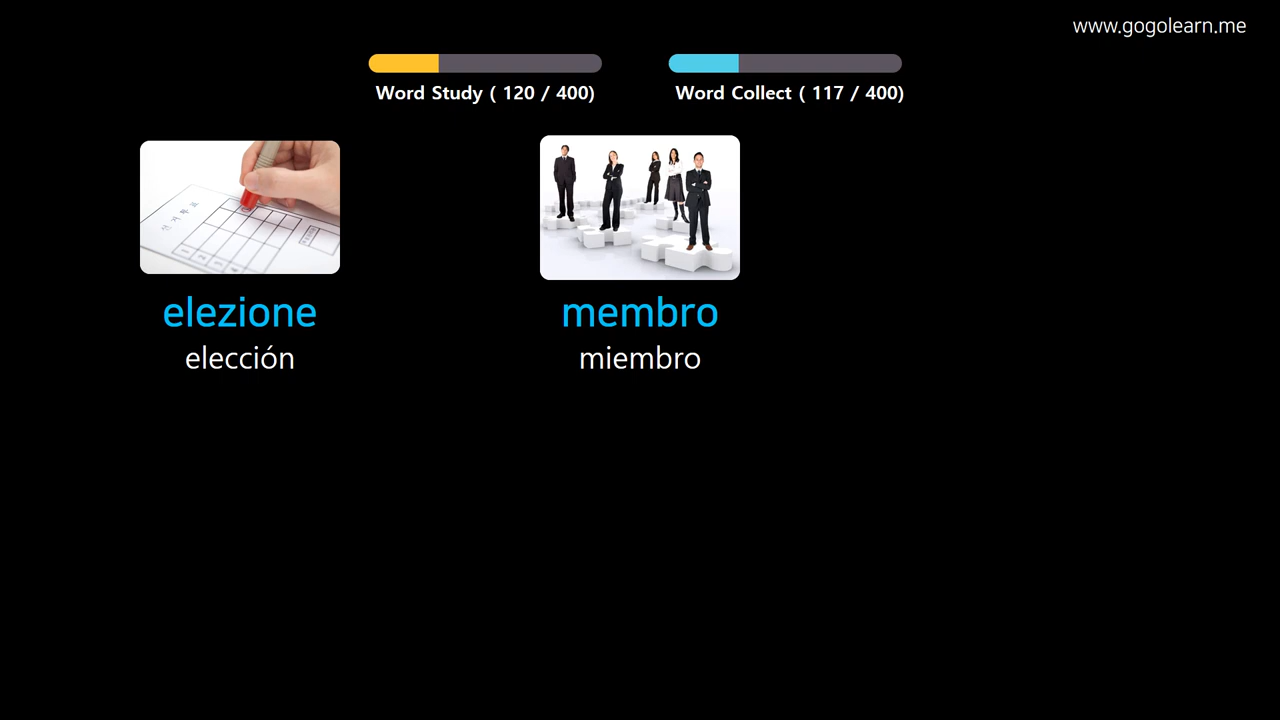 www.gogolearn.me
Word Study ( 120 / 400)
Word Collect ( 117 / 400)
elezione
membro
elección
miembro